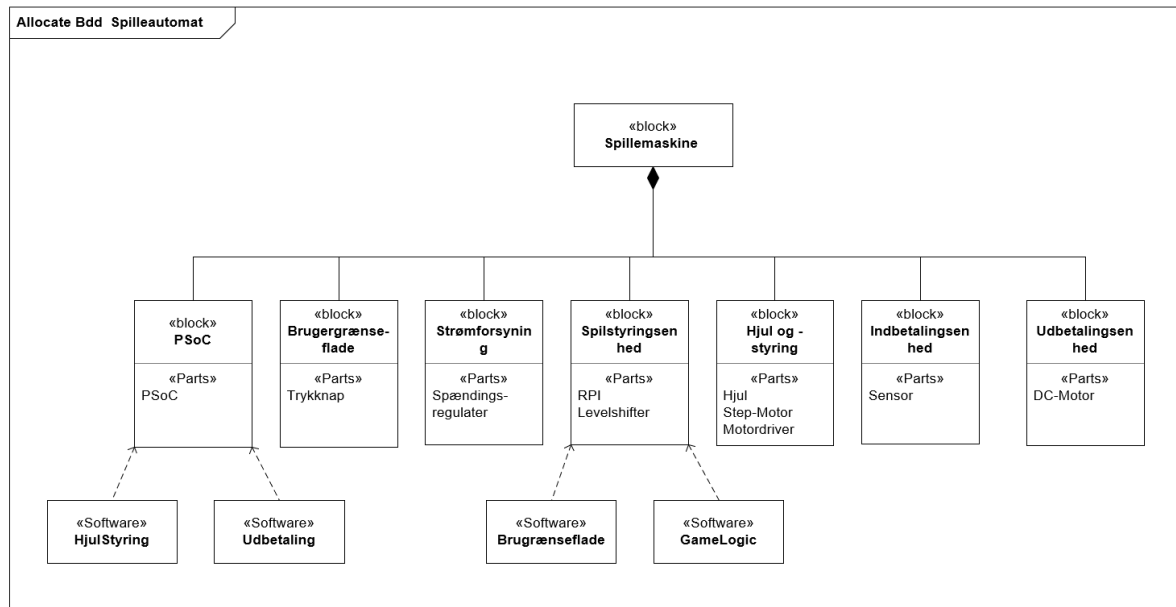 Allocate Bdd Spilleautomat
«block»
Spillemaskine
«block»
PSoC
«Parts»
PSoC
«block»
Brugergrænse-
flade
«Parts»
Trykknap
«block»
Strømforsynin
g
«Parts»
Spændings-
regulater
«block»
Spilstyringsen
hed
«Parts»
RPI
Levelshifter
«block»
Hjul og -
styring
«Parts»
Hjul
Step-Motor
Motordriver
«block»
Indbetalingsen
hed
«Parts»
Sensor
«block»
Udbetalingsen
hed
«Parts»
DC-Motor
«Software»
HjulStyring
«Software»
Udbetaling
«Software»
Brugrænseflade
«Software»
GameLogic